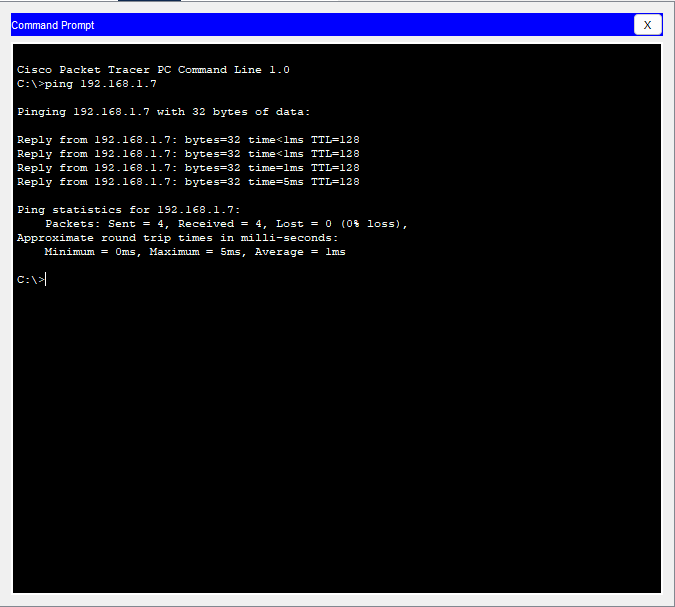 Command Prompt
X
Cisco Packet Tracer PC Command Line 1.0
C:\>ping 192.168.1.7
Pinging 192.168.1.7 with 32 bytes of data:
Reply from 192.168.1.7: bytes=32 time<1ms TTL=128
Reply from 192.168.1.7: bytes=32 time<1ms TTL=128
Reply from 192.168.1.7: bytes=32 time=1ms TTL=128
Reply from 192.168.1.7: bytes=32 time=5ms TTL=128
Ping statistics for 192.168.1.7:
Packets: Sent = 4, Received = 4, Lost = 0 (0% loss),
Approximate round trip times in milli-seconds:
Minimum = 0ms, Maximum = 5ms, Average = 1ms
C:\>